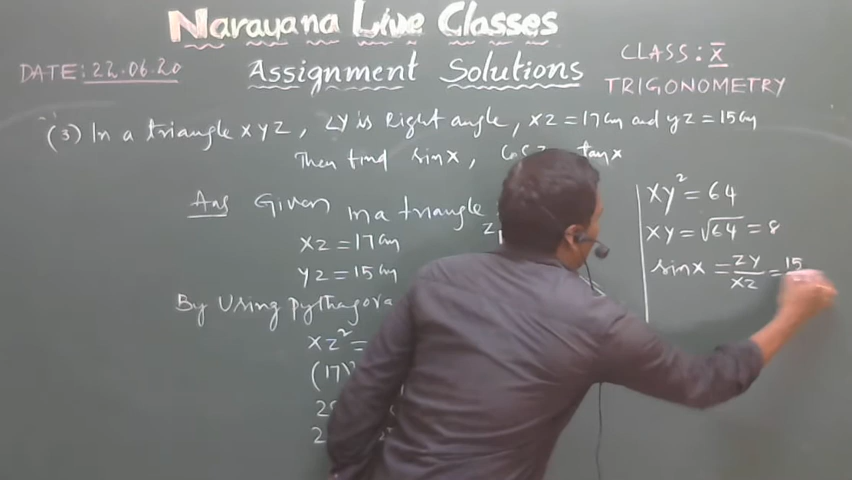 Narayana Live Classes
DATE: 22.06.20
Assignment Solutions
CLASS: X
TRIGONOMETRY
(3) In a triangle XYZ, ∠Y is Right angle, XZ = 17cm and YZ = 15cm
Then find sinX, tanX
Ans Given in a triangle
XZ = 17cm
YZ = 15cm
By Using pythagora
XZ² =
(17)
XY² = 64
XY = √64 = 8
sinX = ZY/XZ = 15